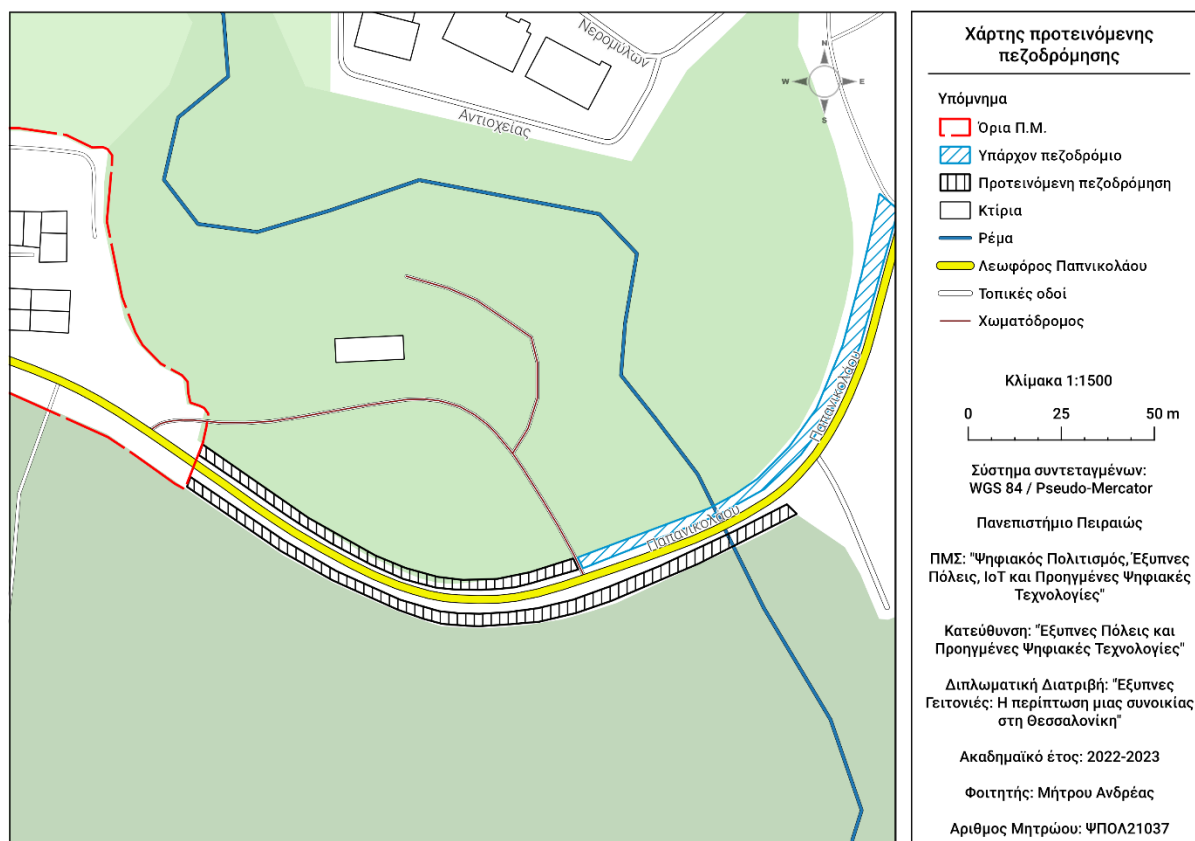 Νερομύλων
Αντιοχείας
N
W
E
S
Παπανικολάου
Παπανικολάου
Χάρτης προτεινόμενης
πεζοδρόμησης
Υπόμνημα
Όρια Π.Μ.
Υπάρχον πεζοδρόμιο
Προτεινόμενη πεζοδρόμηση
Κτίρια
Ρέμα
Λεωφόρος Παπνικολάου
Τοπικές οδοί
Χωματόδρομος
Κλίμακα 1:1500
0 25 50 m
Σύστημα συντεταγμένων:
WGS 84 / Pseudo-Mercator
Πανεπιστήμιο Πειραιώς
ΠΜΣ: "Ψηφιακός Πολιτισμός, Έξυπνες
Πόλεις, IoT και Προηγμένες Ψηφιακές
Τεχνολογίες"
Κατεύθυνση: "Έξυπνες Πόλεις και
Προηγμένες Ψηφιακές Τεχνολογίες"
Διπλωματική Διατριβή: "Έξυπνες
Γειτονιές: Η περίπτωση μιας συνοικίας
στη Θεσσαλονίκη"
Ακαδημαϊκό έτος: 2022-2023
Φοιτητής: Μήτρου Ανδρέας
Αριθμος Μητρώου: ΨΠΟΛ21037